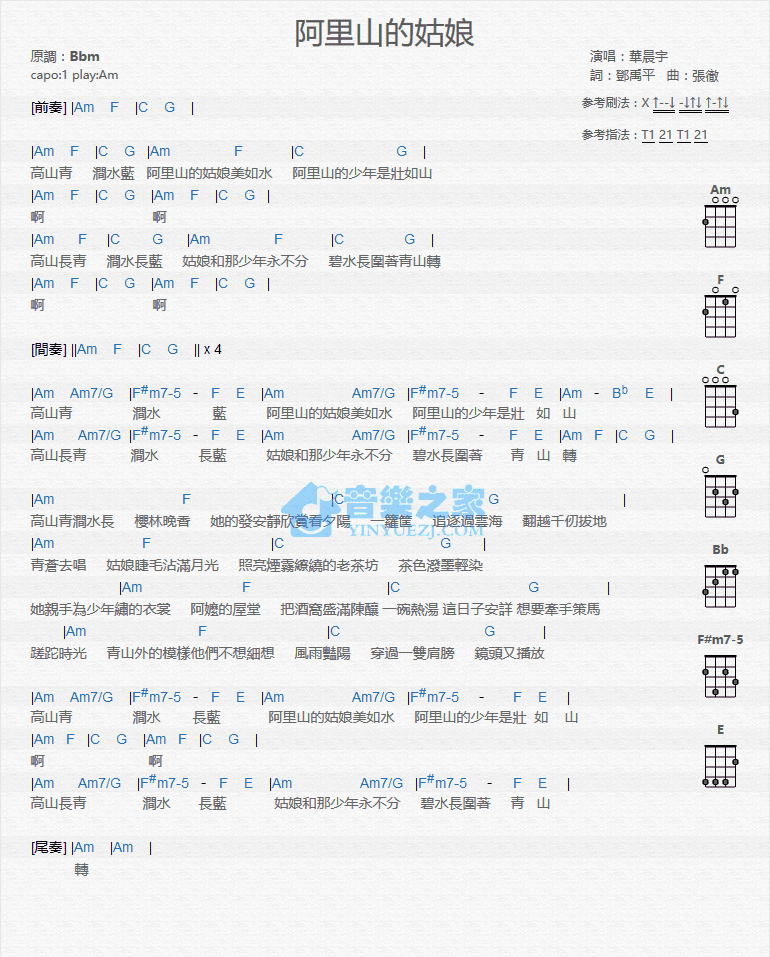 阿里山的姑娘
原調：Bbm
演唱：華晨宇
capo:1 play:Am
詞：鄧禹平 曲：張徹
[前奏] |Am F |C G |
参考刷法：X ↑--↓ -↓↑↓ ↑-↑↓
参考指法：T1 21 T1 21
|Am F |C G |Am F |C G |
高山青 澗水藍 阿里山的姑娘美如水 阿里山的少年是壯如山
|Am F |C G |Am F |C G |
啊 啊
|Am F |C G |Am F |C G |
高山長青 澗水長藍 姑娘和那少年永不分 碧水長圍著青山轉
|Am F |C G |Am F |C G |
啊 啊
[間奏] ||Am F |C G || x 4
|Am Am7/G |F#m7-5 - F E |Am Am7/G |F#m7-5 - F E |Am - Bb E |
高山青 澗水 藍 阿里山的姑娘美如水 阿里山的少年是壯 如 山
|Am Am7/G |F#m7-5 - F E |Am Am7/G |F#m7-5 - F E |Am F |C G |
高山長青 澗水 長藍 姑娘和那少年永不分 碧水長圍著 青 山 轉
|Am F |C G |
高山青澗水長 櫻林晚香 她的發安靜欣賞看夕陽 一籮筐 追逐過雲海 翻越千仞拔地
音樂之家
YINYUEZJ.COM
|Am F |C G |
青蒼去唱 姑娘睫毛沾滿月光 照亮煙霧繚繞的老茶坊 茶色潑墨輕染
|Am F |C G |
她親手為少年繡的衣裳 阿嬤的屋堂 把酒窩盛滿陳釀 一碗熱湯 這日子安詳 想要牽手策馬
|Am F |C G |
蹉跎時光 青山外的模樣他們不想細想 風雨豔陽 穿過一雙肩膀 鏡頭又播放
|Am Am7/G |F#m7-5 - F E |Am Am7/G |F#m7-5 - F E |
高山青 澗水 長藍 阿里山的姑娘美如水 阿里山的少年是壯 如 山
|Am F |C G |Am F |C G |
啊 啊
|Am Am7/G |F#m7-5 - F E |Am Am7/G |F#m7-5 - F E |
高山長青 澗水 長藍 姑娘和那少年永不分 碧水長圍著 青 山
[尾奏] |Am |Am |
轉
Am
F
C
G
Bb
F#m7-5
E